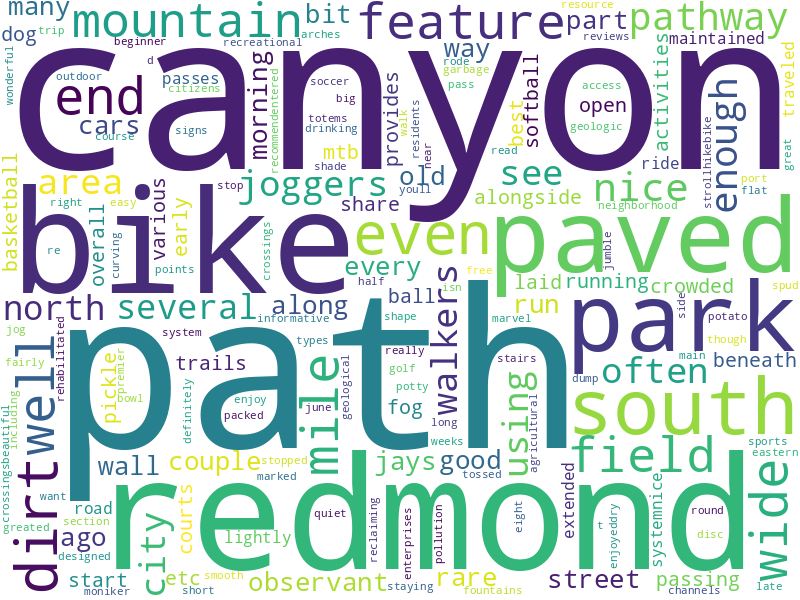 many
mountain
bit
feature
part
pathway
resource
trip
beginner
recreational
arches
reviews
maintained
dog
way
wonderful
canyon
d
passes
citizens
outdoor
end
cars
course
signs
morning
soccer
totems
big
drinking
shade
provides
rode
garbage
pass
walk
residents
near
softball
best
open
geologic
access
activities
traveled
recommendentered
mtb
read
ride
strollhikebike
enough
great
basketball
area
right
easy
stop
joggers
old
youll
see
nice
port
flat
neighborhood
alongside
share
bike
various
early
overall
curving
re
points
crossings
even
paved
jumble
every
half
isn
free
laid
running
crowded
north
several
along
ball
walkers
run
park
side
spud
informative
shape
marvel
system
types
really
stairs
potato
though
main
beneath
rehabilitated
jog
fairly
including
premier
bowl
pickle
trails
mile
geological
golf
potty
path
dump
often
dirt
well
crossingsbeautiful
definitely
enjoy
packed
june
fog
long
weeks
using
agricultural
south
sports
eastern
wall
couple
stopped
jays
good
tossed
field
want
road
marked
eight
greated
section
designed
courts
quiet
reclaiming
enterprises
pollution
extended
t
enjoyeddry
systemnice
round
disc
wide
ago
city
lightly
redmond
start
etc
smooth
observant
staying
rare
fountains
street
passing
late
moniker
short
channels